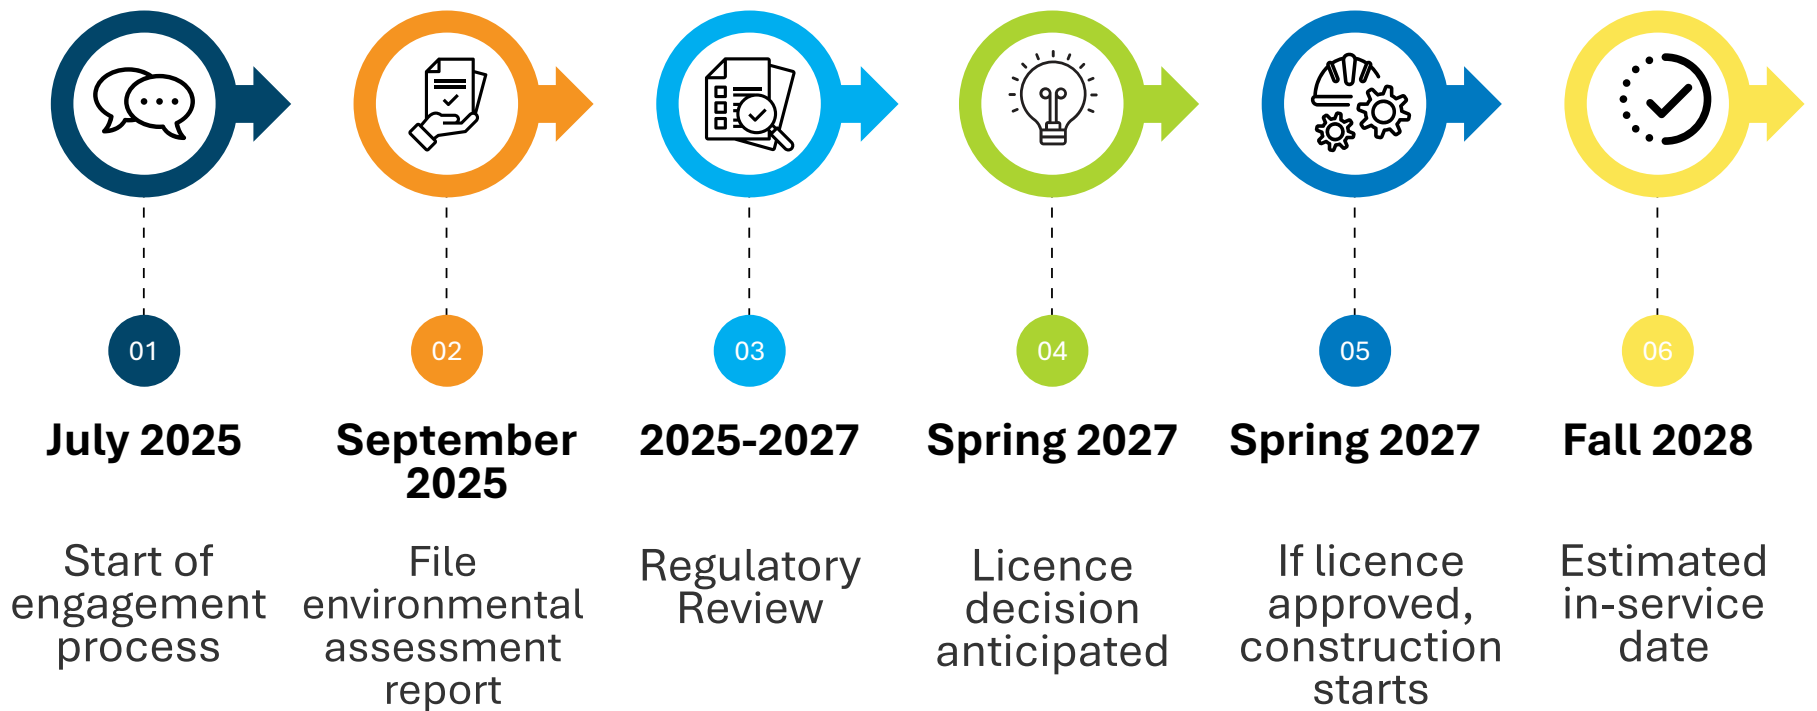 01
July 2025
Start of
engagement
process
02
September
2025
File
environmental
assessment
report
03
2025-2027
Regulatory
Review
04
Spring 2027
Licence
decision
anticipated
05
Spring 2027
If licence
approved,
construction
starts
06
Fall 2028
Estimated
in-service
date